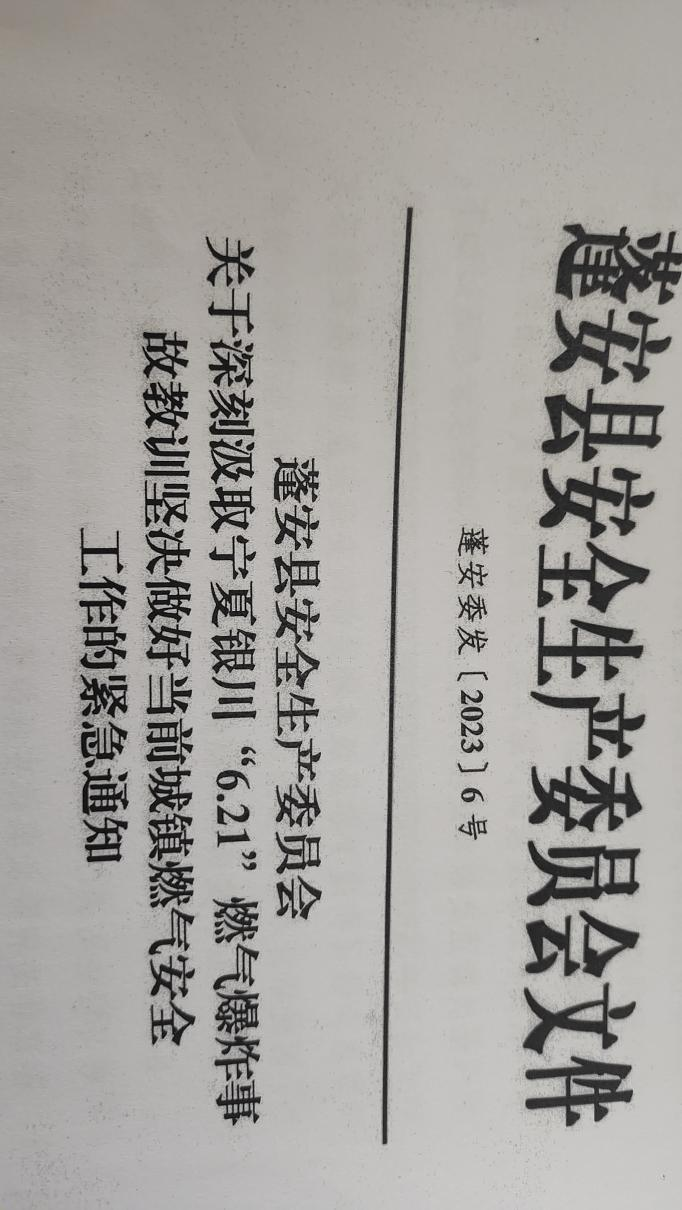 蓬安县安全生产委员会文件
蓬安委发〔2023〕6号
蓬安县安全生产委员会
关于深刻汲取宁夏银川“6.21”燃气爆炸事
故教训坚决做好当前城镇燃气安全
工作的紧急通知